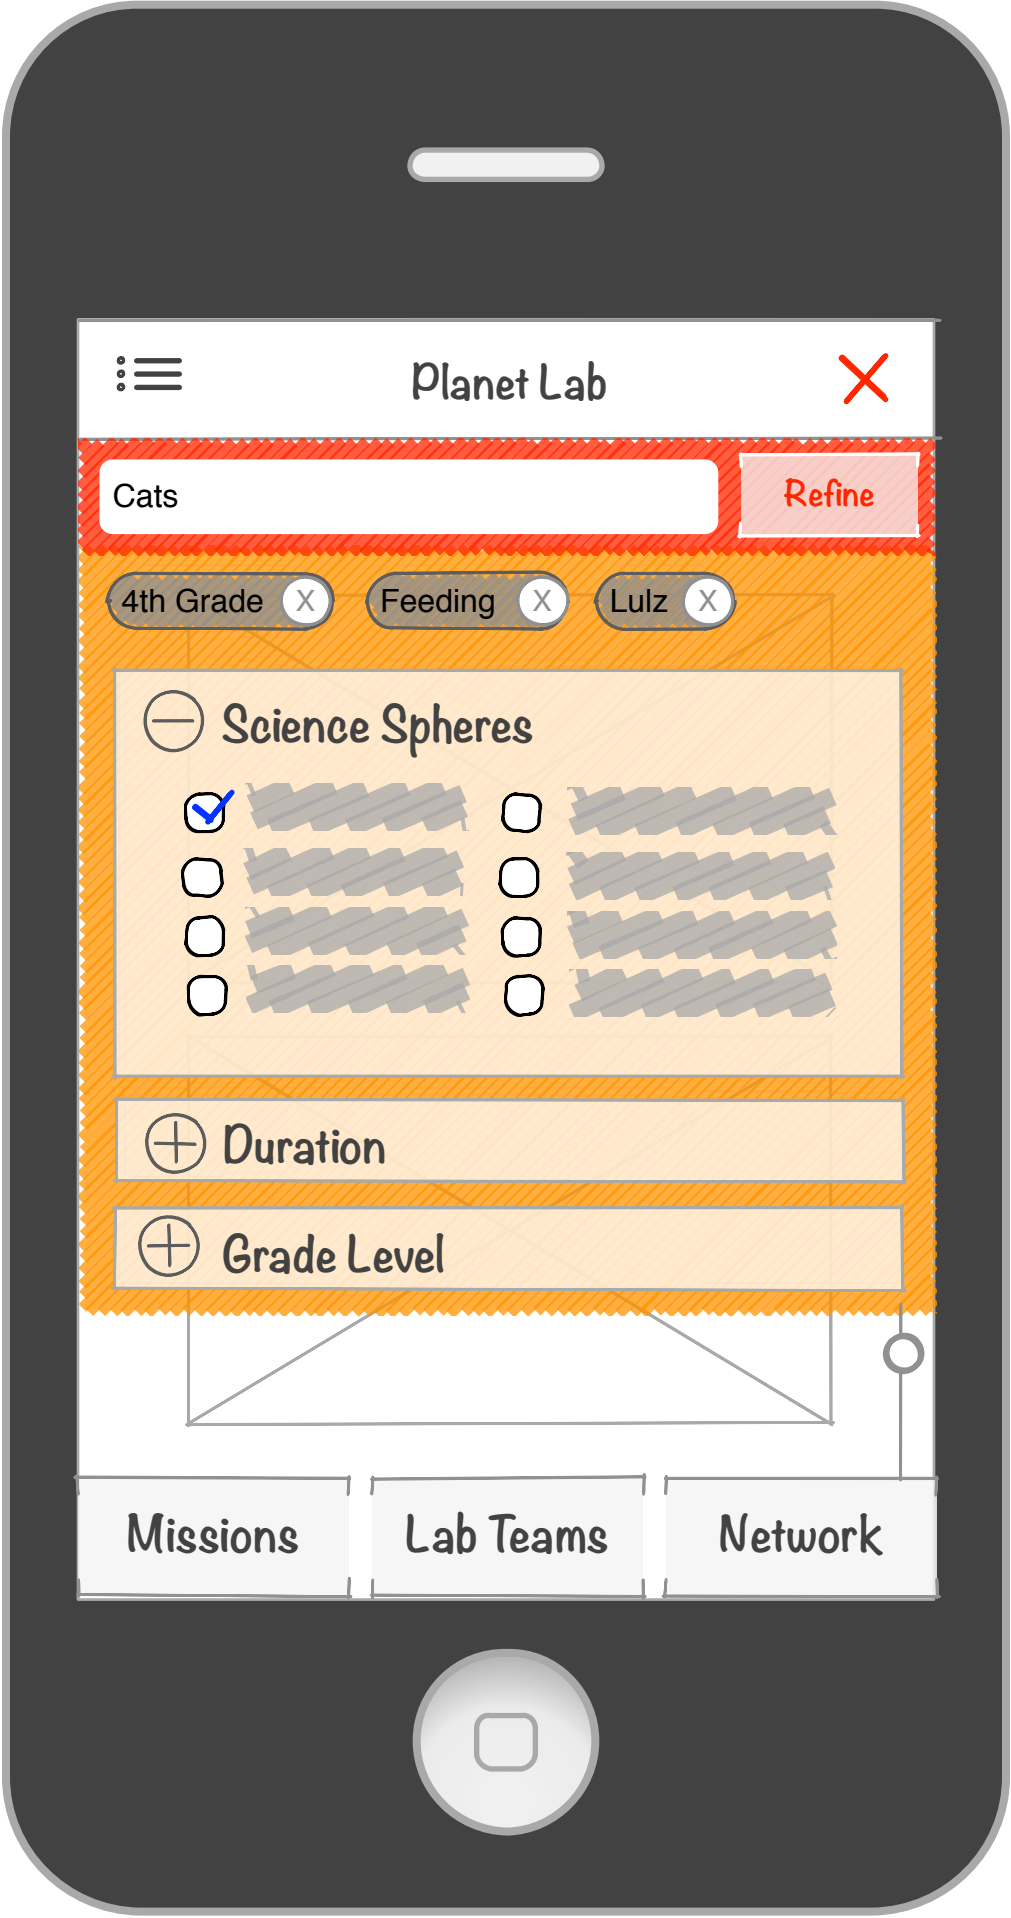 Planet Lab
Cats
Refine
4th Grade X Feeding X Lulz X
Science Spheres
Duration
Grade Level
Missions Lab Teams Network